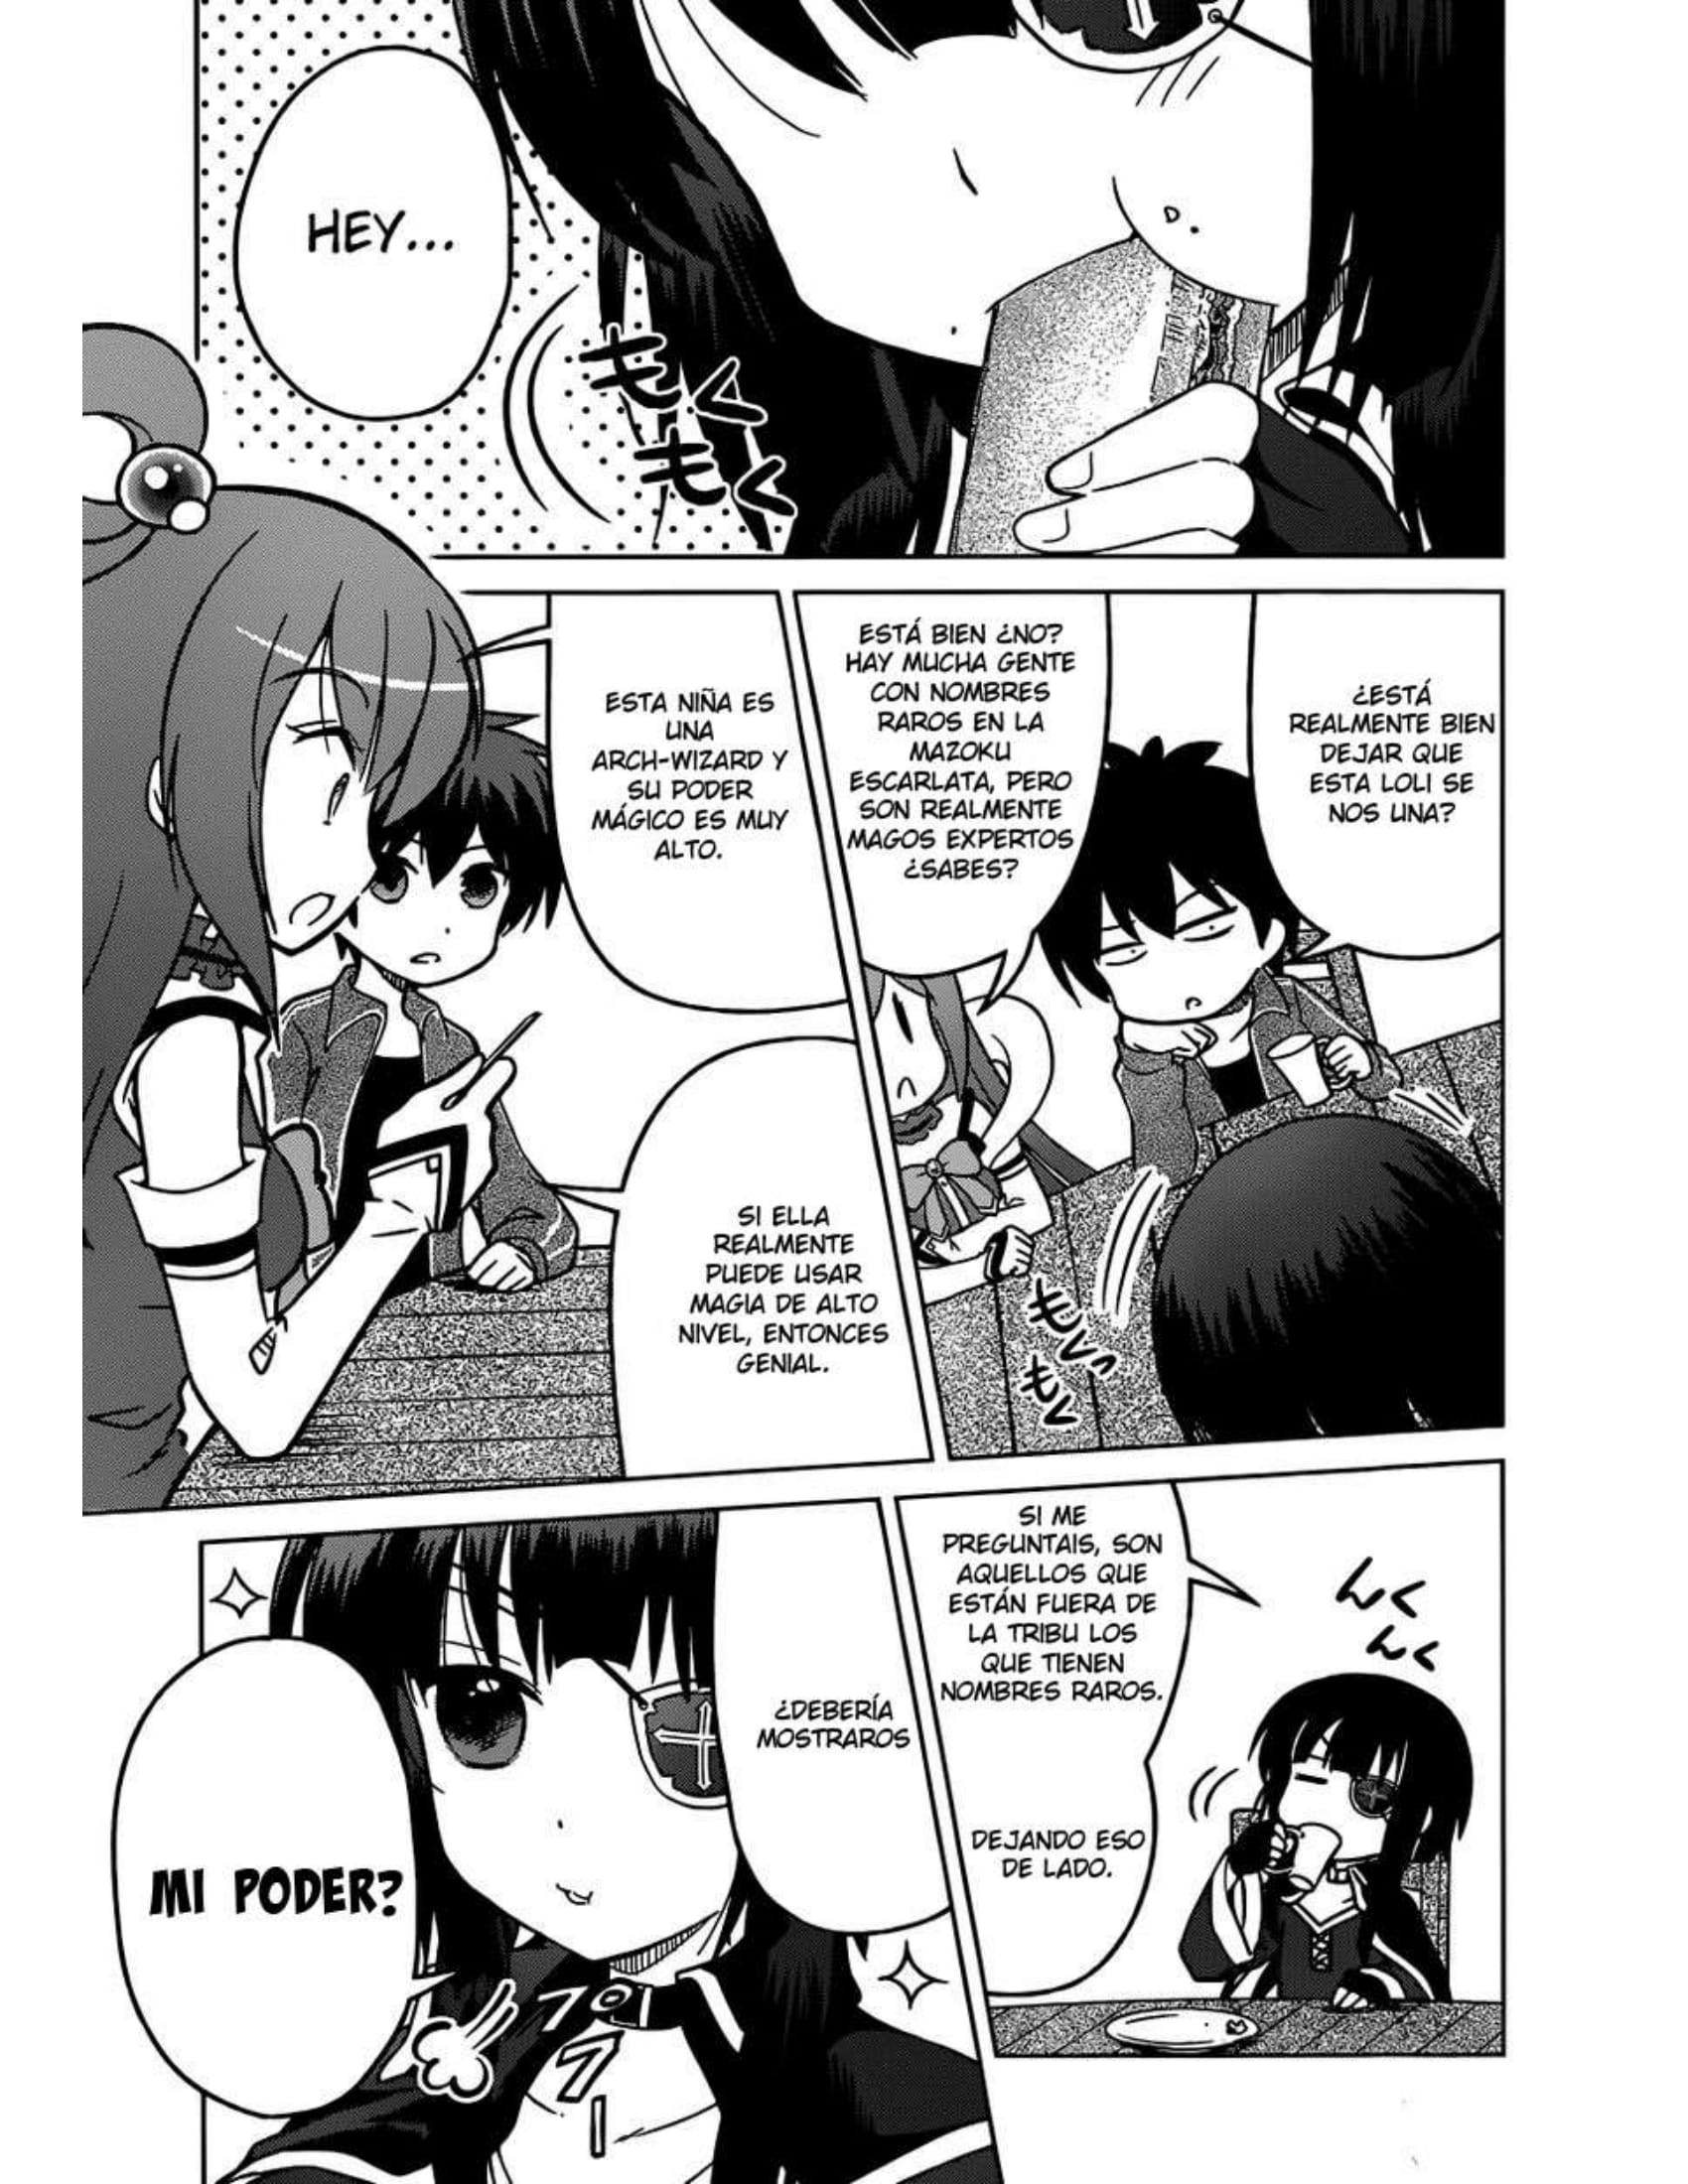 HEY...
もく
もく
¿ESTÁ
REALMENTE BIEN
DEJAR QUE
ESTA LOLI SE
NOS UNA?
ESTÁ BIEN ¿NO?
HAY MUCHA GENTE
CON NOMBRES
RAROS EN LA
MAZOKU
ESCARLATA, PERO
SON REALMENTE
MAGOS EXPERTOS
¿SABES?
もくっ
もく
ESTA NIÑA ES
UNA
ARCH-WIZARD Y
SU PODER
MÁGICO ES MUY
ALTO.
SI ELLA
REALMENTE
PUEDE USAR
MAGIA DE ALTO
NIVEL, ENTONCES
GENIAL.
SI ME
PREGUNTAIS, SON
AQUELLOS QUE
ESTÁN FUERA DE
LA TRIBU LOS
QUE TIENEN
NOMBRES RAROS.
んく
んく
DEJANDO ESO
DE LADO.
¿DEBERÍA
MOSTRAROS
MI PODER?
プフー